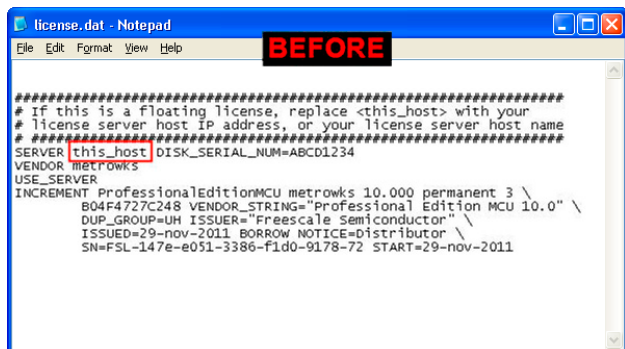 license.dat - Notepad
File Edit Format View Help
BEFORE
####################################################################
# If this is a floating license, replace <this_host> with your
# license server host IP address, or your license server host name
# ##################################################################
SERVER this_host DISK_SERIAL_NUM=ABCD1234
VENDOR metrowks
USE_SERVER
INCREMENT ProfessionalEditionMCU metrowks 10.000 permanent 3 \
B04F4727C248 VENDOR_STRING="Professional Edition MCU 10.0" \
DUP_GROUP=UH ISSUER="Freescale Semiconductor" \
ISSUED=29-nov-2011 BORROW NOTICE=Distributor \
SN=FSL-147e-e051-3386-f1d0-9178-72 START=29-nov-2011